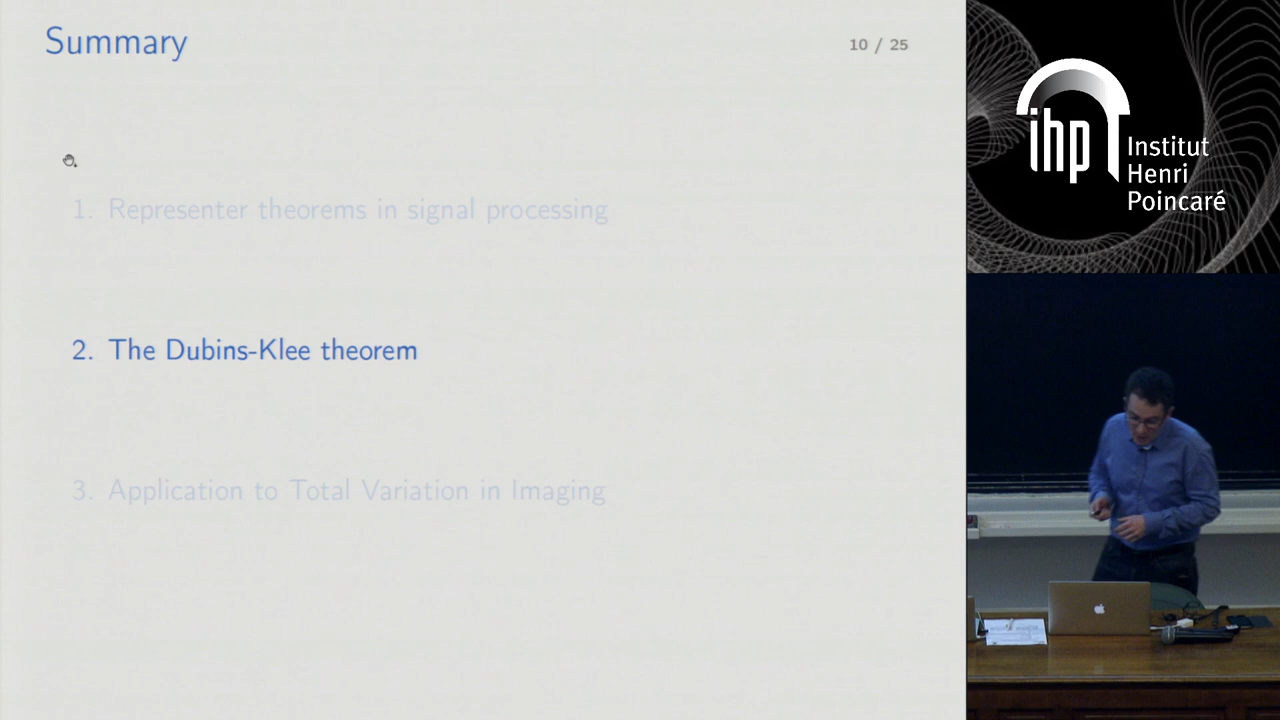 Summary
10 / 25
1. Representer theorems in signal processing
2. The Dubins-Klee theorem
3. Application to Total Variation in Imaging
ihp
Institut
Henri
Poincaré